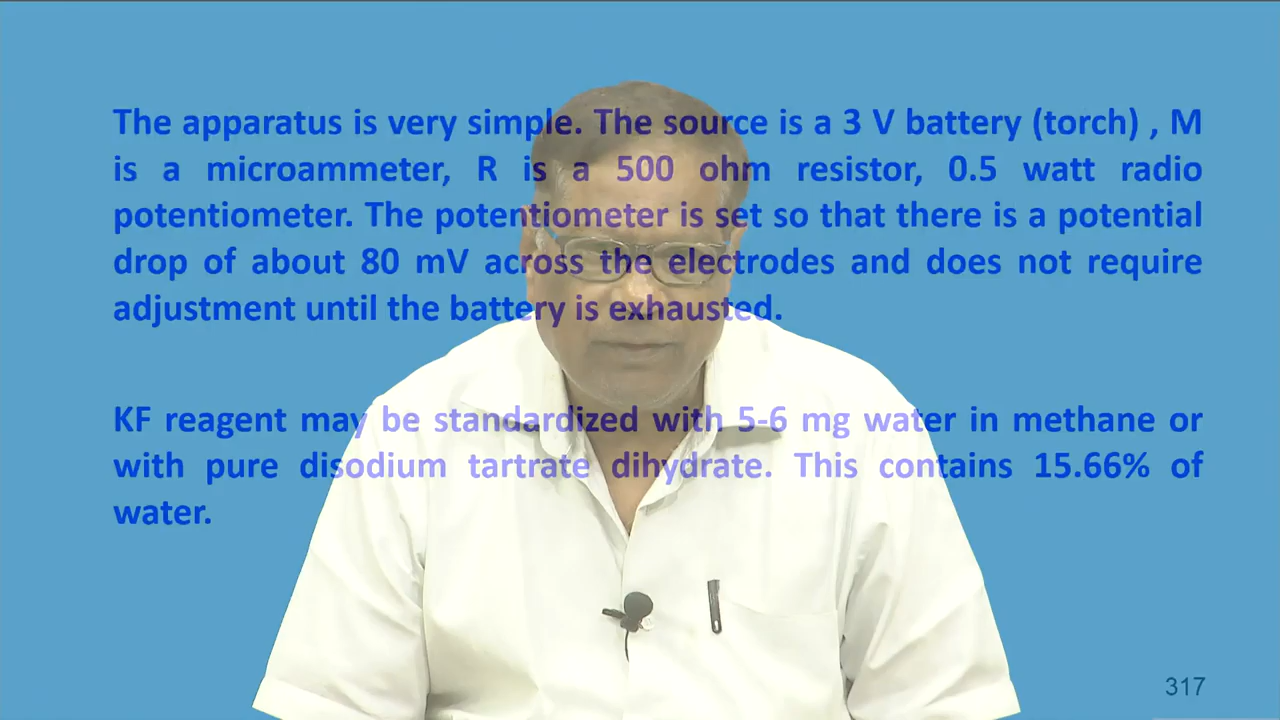 The apparatus is very simple. The source is a 3 V battery (torch) , M
is a microammeter, R is a 500 ohm resistor, 0.5 watt radio
potentiometer. The potentiometer is set so that there is a potential
drop of about 80 mV across the electrodes and does not require
adjustment until the battery is exhausted.
KF reagent may be standardized with 5-6 mg water in methane or
with pure disodium tartrate dihydrate. This contains 15.66% of
water.
317